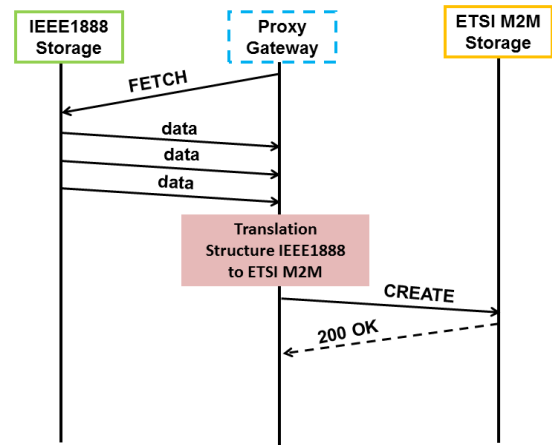 IEEE1888
Storage
Proxy
Gateway
ETSI M2M
Storage
FETCH
data
data
data
Translation
Structure IEEE1888
to ETSI M2M
CREATE
200 OK